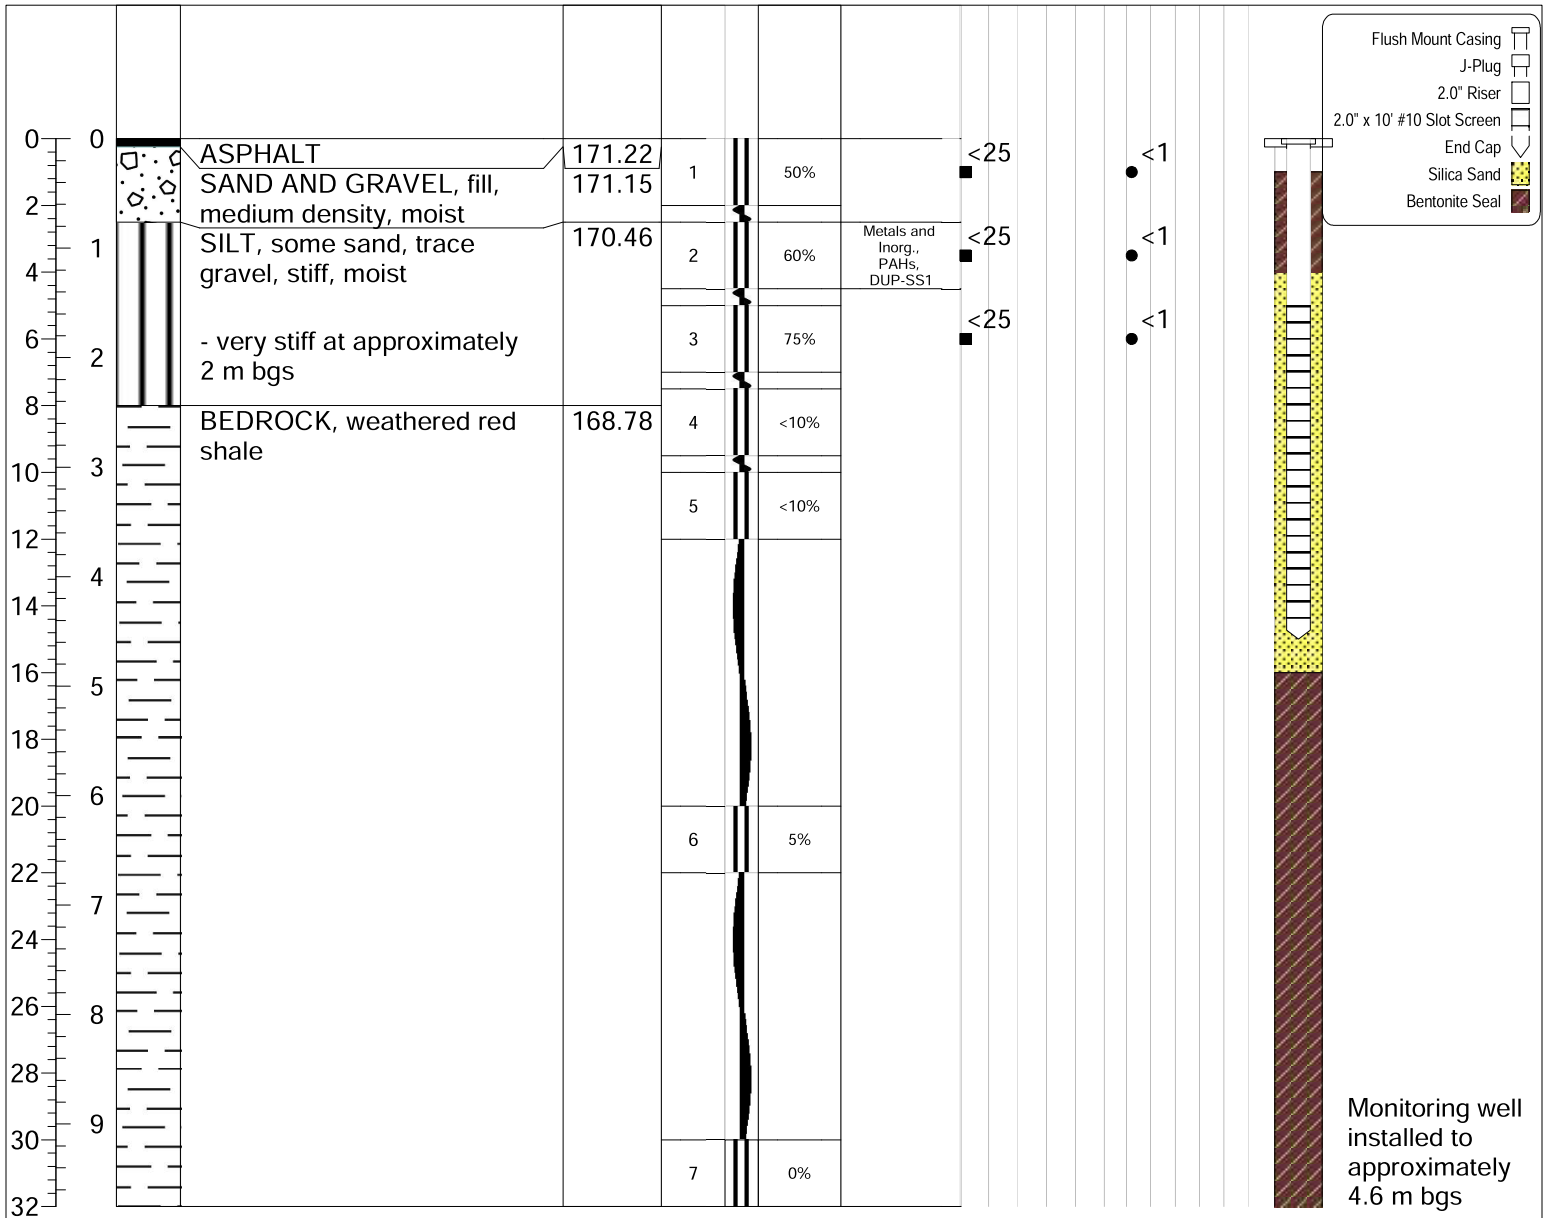 Flush Mount Casing
J-Plug
2.0" Riser
2.0" x 10' #10 Slot Screen
End Cap
Silica Sand
Bentonite Seal
0 0
ASPHALT 171.22
1 50% <25 <1
SAND AND GRAVEL, fill, 171.15
2 medium density, moist
SILT, some sand, trace 170.46
1
gravel, stiff, moist
2 60%
Metals and
Inorg.,
PAHs,
DUP-SS1
<25 <1
4
6 3 75% <25 <1
- very stiff at approximately
2
2 m bgs
8
BEDROCK, weathered red 168.78
shale
4 <10%
10 3
5 <10%
12
4
14
16
5
18
6
20
6 5%
22
7
24
26
8
28
9
30
7 0%
32
Monitoring well
installed to
approximately
4.6 m bgs